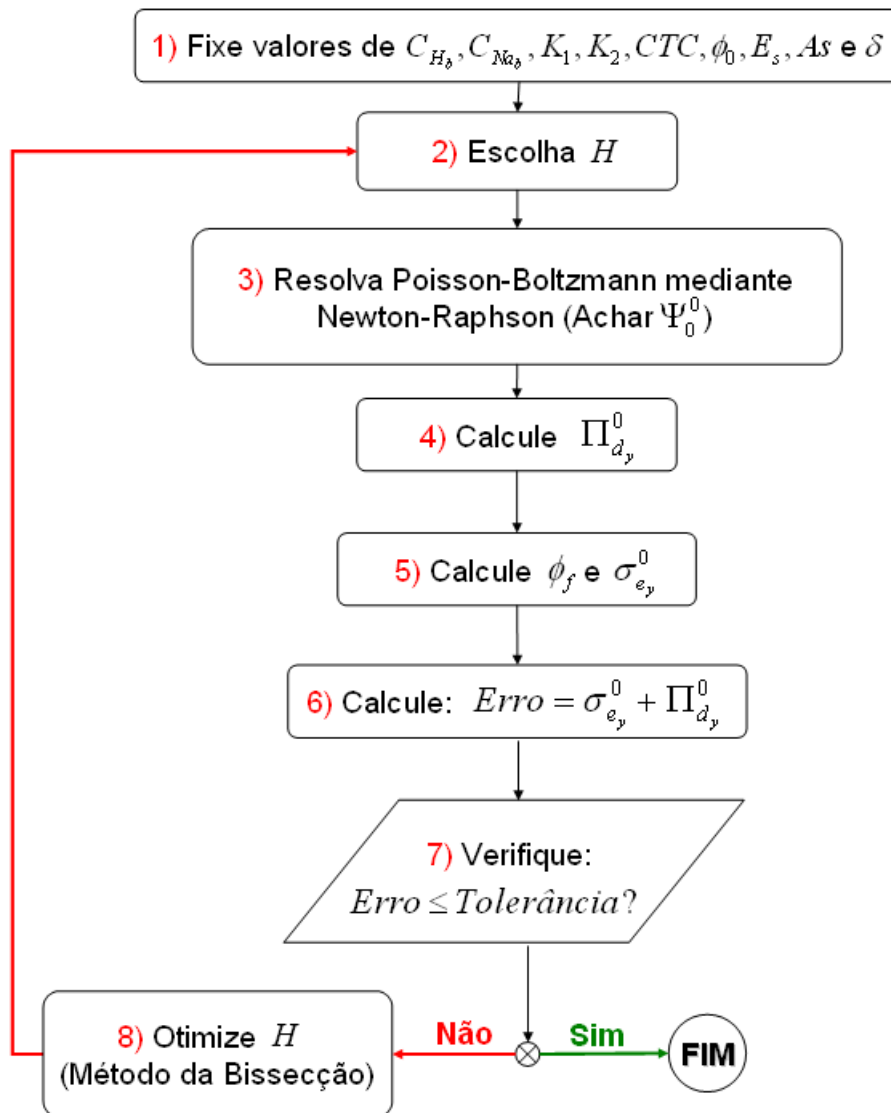 1) Fixe valores de C_{H_b}, C_{Na_b}, K_1, K_2, CTC, ϕ_0, E_s, As e δ
2) Escolha H
3) Resolva Poisson-Boltzmann mediante
Newton-Raphson (Achar Ψ_0^0)
4) Calcule Π_{d_y}^0
5) Calcule ϕ_f e σ_{e_y}^0
6) Calcule: Erro = σ_{e_y}^0 + Π_{d_y}^0
7) Verifique:
Erro ≤ Tolerância?
Não
Sim
8) Otimize H
(Método da Bissecção)
FIM